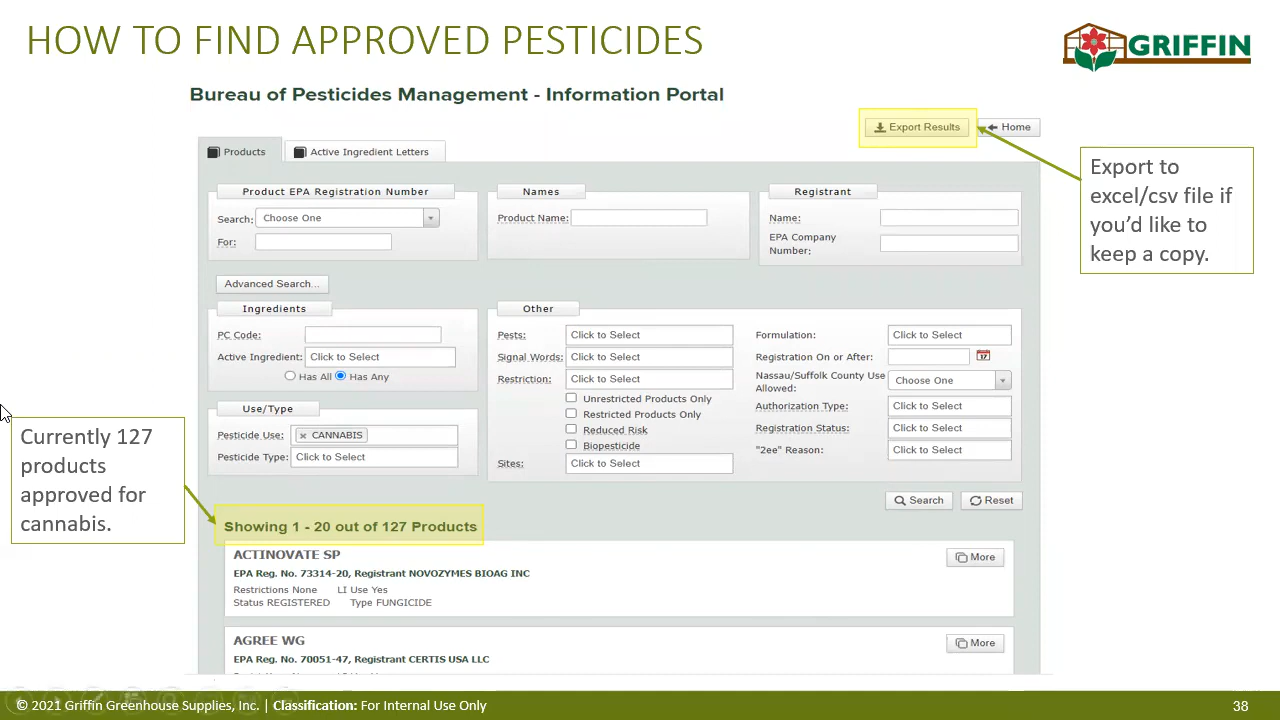 HOW TO FIND APPROVED PESTICIDES
GRIFFIN
Bureau of Pesticides Management - Information Portal
Export Results
Home
Products
Active Ingredient Letters
Export to
excel/csv file if
you'd like to
keep a copy.
Product EPA Registration Number
Search: Choose One
For:
Names
Product Name:
Registrant
Name:
EPA Company
Number:
Advanced Search...
Ingredients
PC Code:
Active Ingredient: Click to Select
Has All Has Any
Use/Type
Pesticide Use: × CANNABIS
Pesticide Type: Click to Select
Other
Pests: Click to Select
Signal Words: Click to Select
Restriction: Click to Select
Unrestricted Products Only
Restricted Products Only
Reduced Risk
Biopesticide
Sites: Click to Select
Formulation: Click to Select
Registration On or After:
17
Nassau/Suffolk County Use
Allowed: Choose One
Authorization Type: Click to Select
Registration Status: Click to Select
"2ee" Reason: Click to Select
Search
Reset
Currently 127
products
approved for
cannabis.
Showing 1 - 20 out of 127 Products
ACTINOVATE SP
More
EPA Reg. No. 73314-20, Registrant NOVOZYMES BIOAG INC
Restrictions None LI Use Yes
Status REGISTERED Type FUNGICIDE
AGREE WG
More
EPA Reg. No. 70051-47, Registrant CERTIS USA LLC
© 2021 Griffin Greenhouse Supplies, Inc. | Classification: For Internal Use Only
38